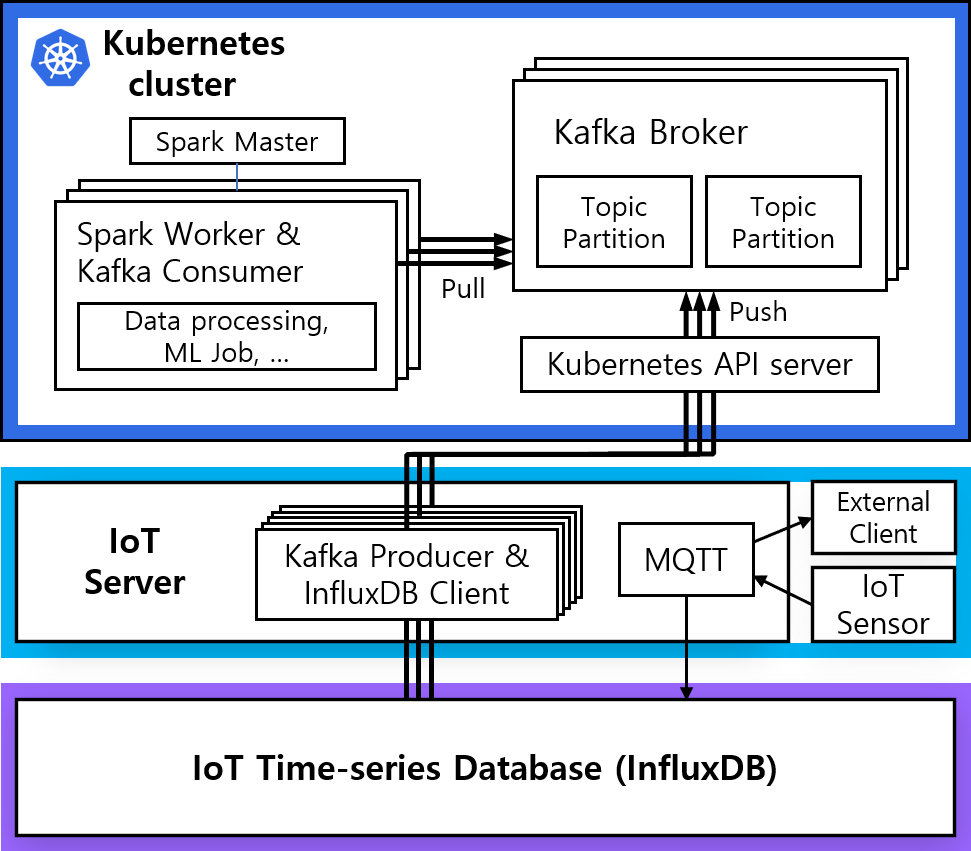 Kubernetes
cluster
Spark Master
Spark Worker &
Kafka Consumer
Data processing,
ML Job, ...
Pull
Kafka Broker
Topic
Partition
Topic
Partition
Push
Kubernetes API server
IoT
Server
Kafka Producer &
InfluxDB Client
MQTT
External
Client
IoT
Sensor
IoT Time-series Database (InfluxDB)